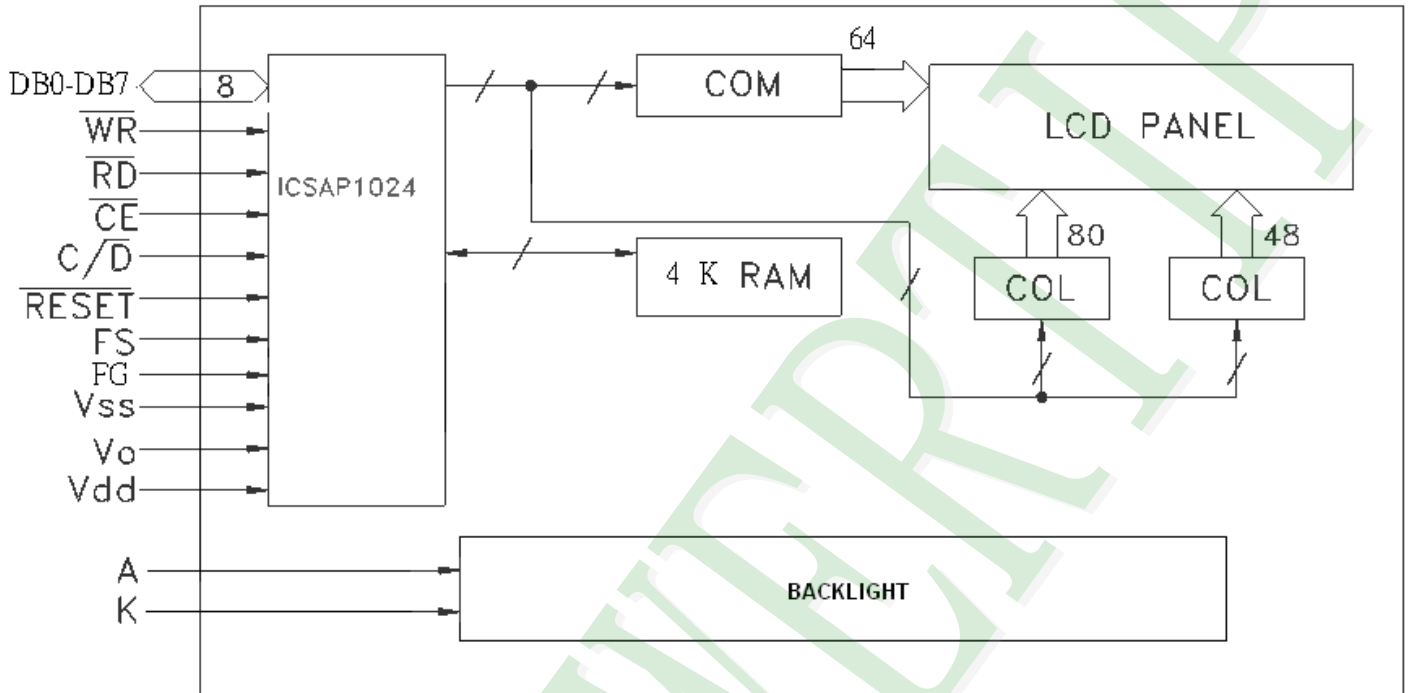 64
DB0-DB7
8
COM
LCD PANEL
WR
RD
ICSAP1024
CE
C/D
80
48
4 K RAM
COL
COL
RESET
FS
FG
Vss
Vo
Vdd
A
BACKLIGHT
K